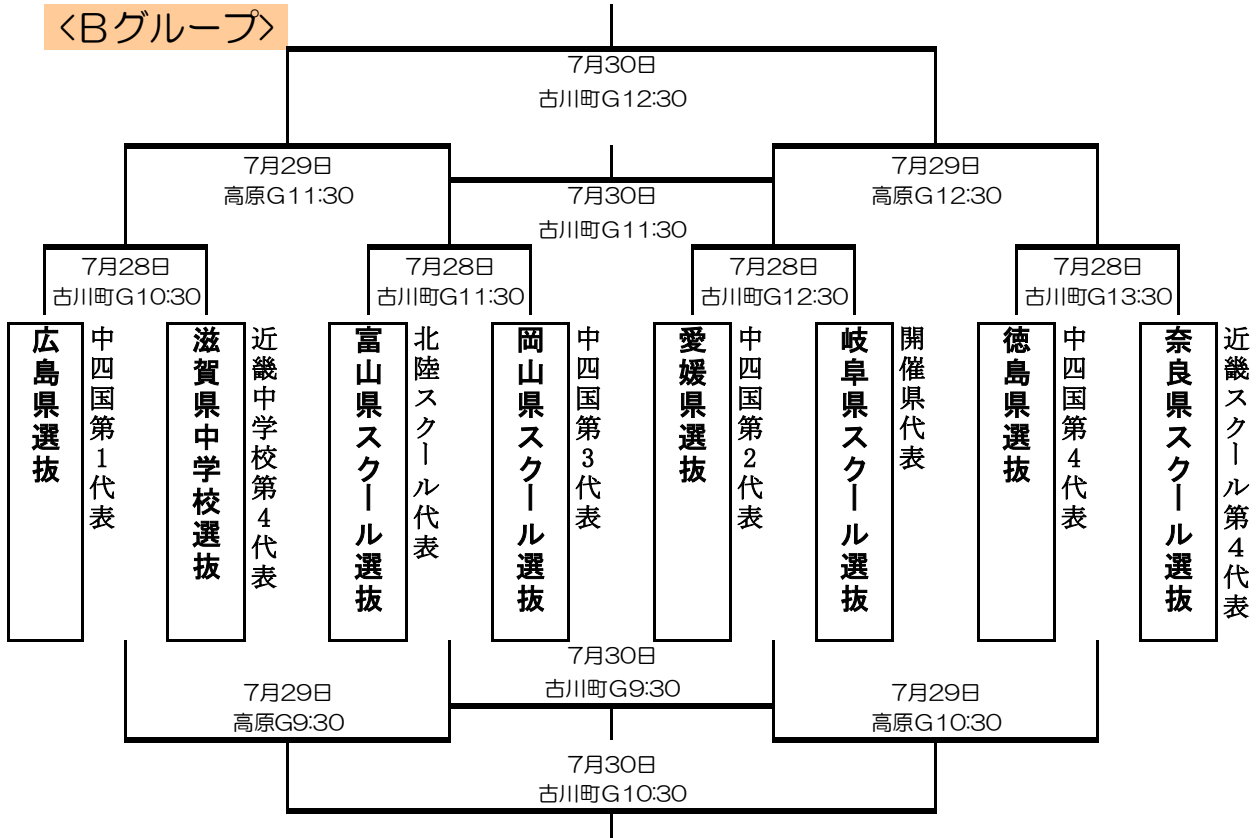 <Bグループ>
7月30日
古川町G12:30
7月29日
高原G11:30
7月30日
古川町G11:30
7月29日
高原G12:30
7月28日
古川町G10:30
7月28日
古川町G11:30
7月28日
古川町G12:30
7月28日
古川町G13:30
広島県選抜
中四国第1代表
滋賀県中学校選抜
近畿中学校第4代表
富山県スクール選抜
北陸スクール代表
岡山県スクール選抜
中四国第3代表
愛媛県選抜
中四国第2代表
岐阜県スクール選抜
開催県代表
徳島県選抜
中四国第4代表
奈良県スクール選抜
近畿スクール第4代表
7月30日
古川町G9:30
7月29日
高原G9:30
7月29日
高原G10:30
7月30日
古川町G10:30